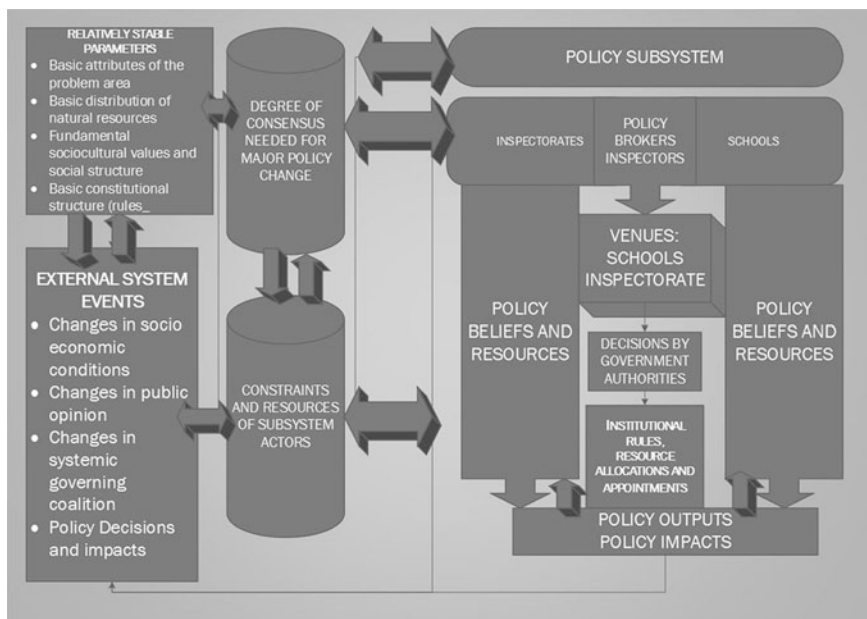 RELATIVELY STABLE
PARAMETERS
• Basic attributes of the
problem area
• Basic distribution of
natural resources
• Fundamental
sociocultural values and
social structure
• Basic constitutional
structure (rules_
EXTERNAL SYSTEM
EVENTS
• Changes in socio
economic
conditions
• Changes in public
opinion
• Changes in
systemic
governing
coalition
• Policy Decisions
and impacts
DEGREE OF
CONSENSUS
NEEDED FOR
MAJOR POLICY
CHANGE
CONSTRAINTS
AND RESOURCES
OF SUBSYSTEM
ACTORS
POLICY SUBSYSTEM
INSPECTORATES
POLICY
BROKERS
INSPECTORS
SCHOOLS
POLICY
BELIEFS AND
RESOURCES
VENUES:
SCHOOLS
INSPECTORATE
DECISIONS BY
GOVERNMENT
AUTHORITIES
INSTITUTIONAL
RULES,
RESOURCE
ALLOCATIONS AND
APPOINTMENTS
POLICY
BELIEFS AND
RESOURCES
POLICY OUTPUTS
POLICY IMPACTS